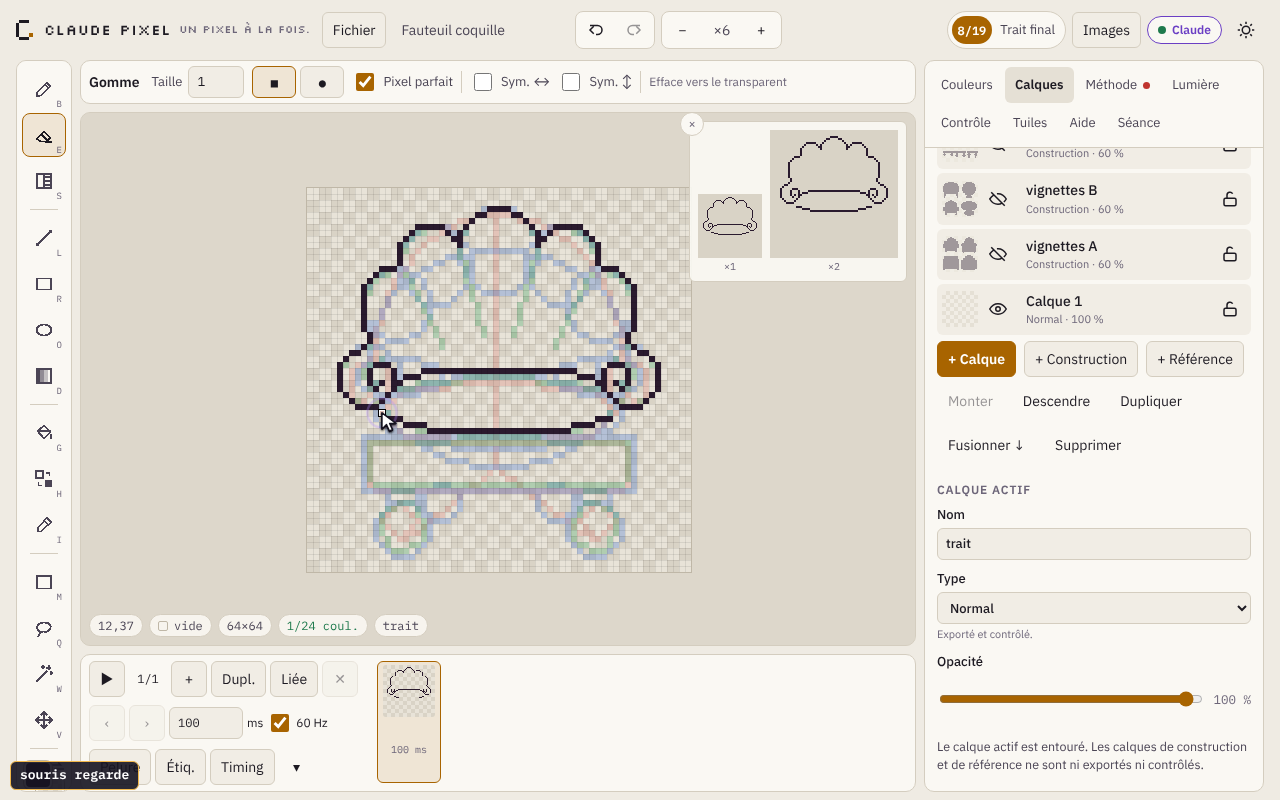 CLAUDE PIXEL UN PIXEL À LA FOIS. Fichier Fauteuil coquille − ×6 + 8/19 Trait final Images Claude
Gomme Taille 1 Pixel parfait Sym. ↔ Sym. ↕ Efface vers le transparent
Couleurs Calques Méthode Lumière
Contrôle Tuiles Aide Séance
B
E
S
L
R
O
D
G
H
I
M
Q
W
V
×
×1 ×2
Construction · 60 %
vignettes B
Construction · 60 %
vignettes A
Construction · 60 %
Calque 1
Normal · 100 %
+ Calque + Construction + Référence
Monter Descendre Dupliquer
Fusionner ↓ Supprimer
CALQUE ACTIF
Nom
trait
Type
Normal
Exporté et contrôlé.
Opacité
100 %
Le calque actif est entouré. Les calques de construction
et de référence ne sont ni exportés ni contrôlés.
12,37 vide 64×64 1/24 coul. trait
1/1 + Dupl. Liée ×
‹ › 100 ms 60 Hz
100 ms
Étiq. Timing
souris regarde